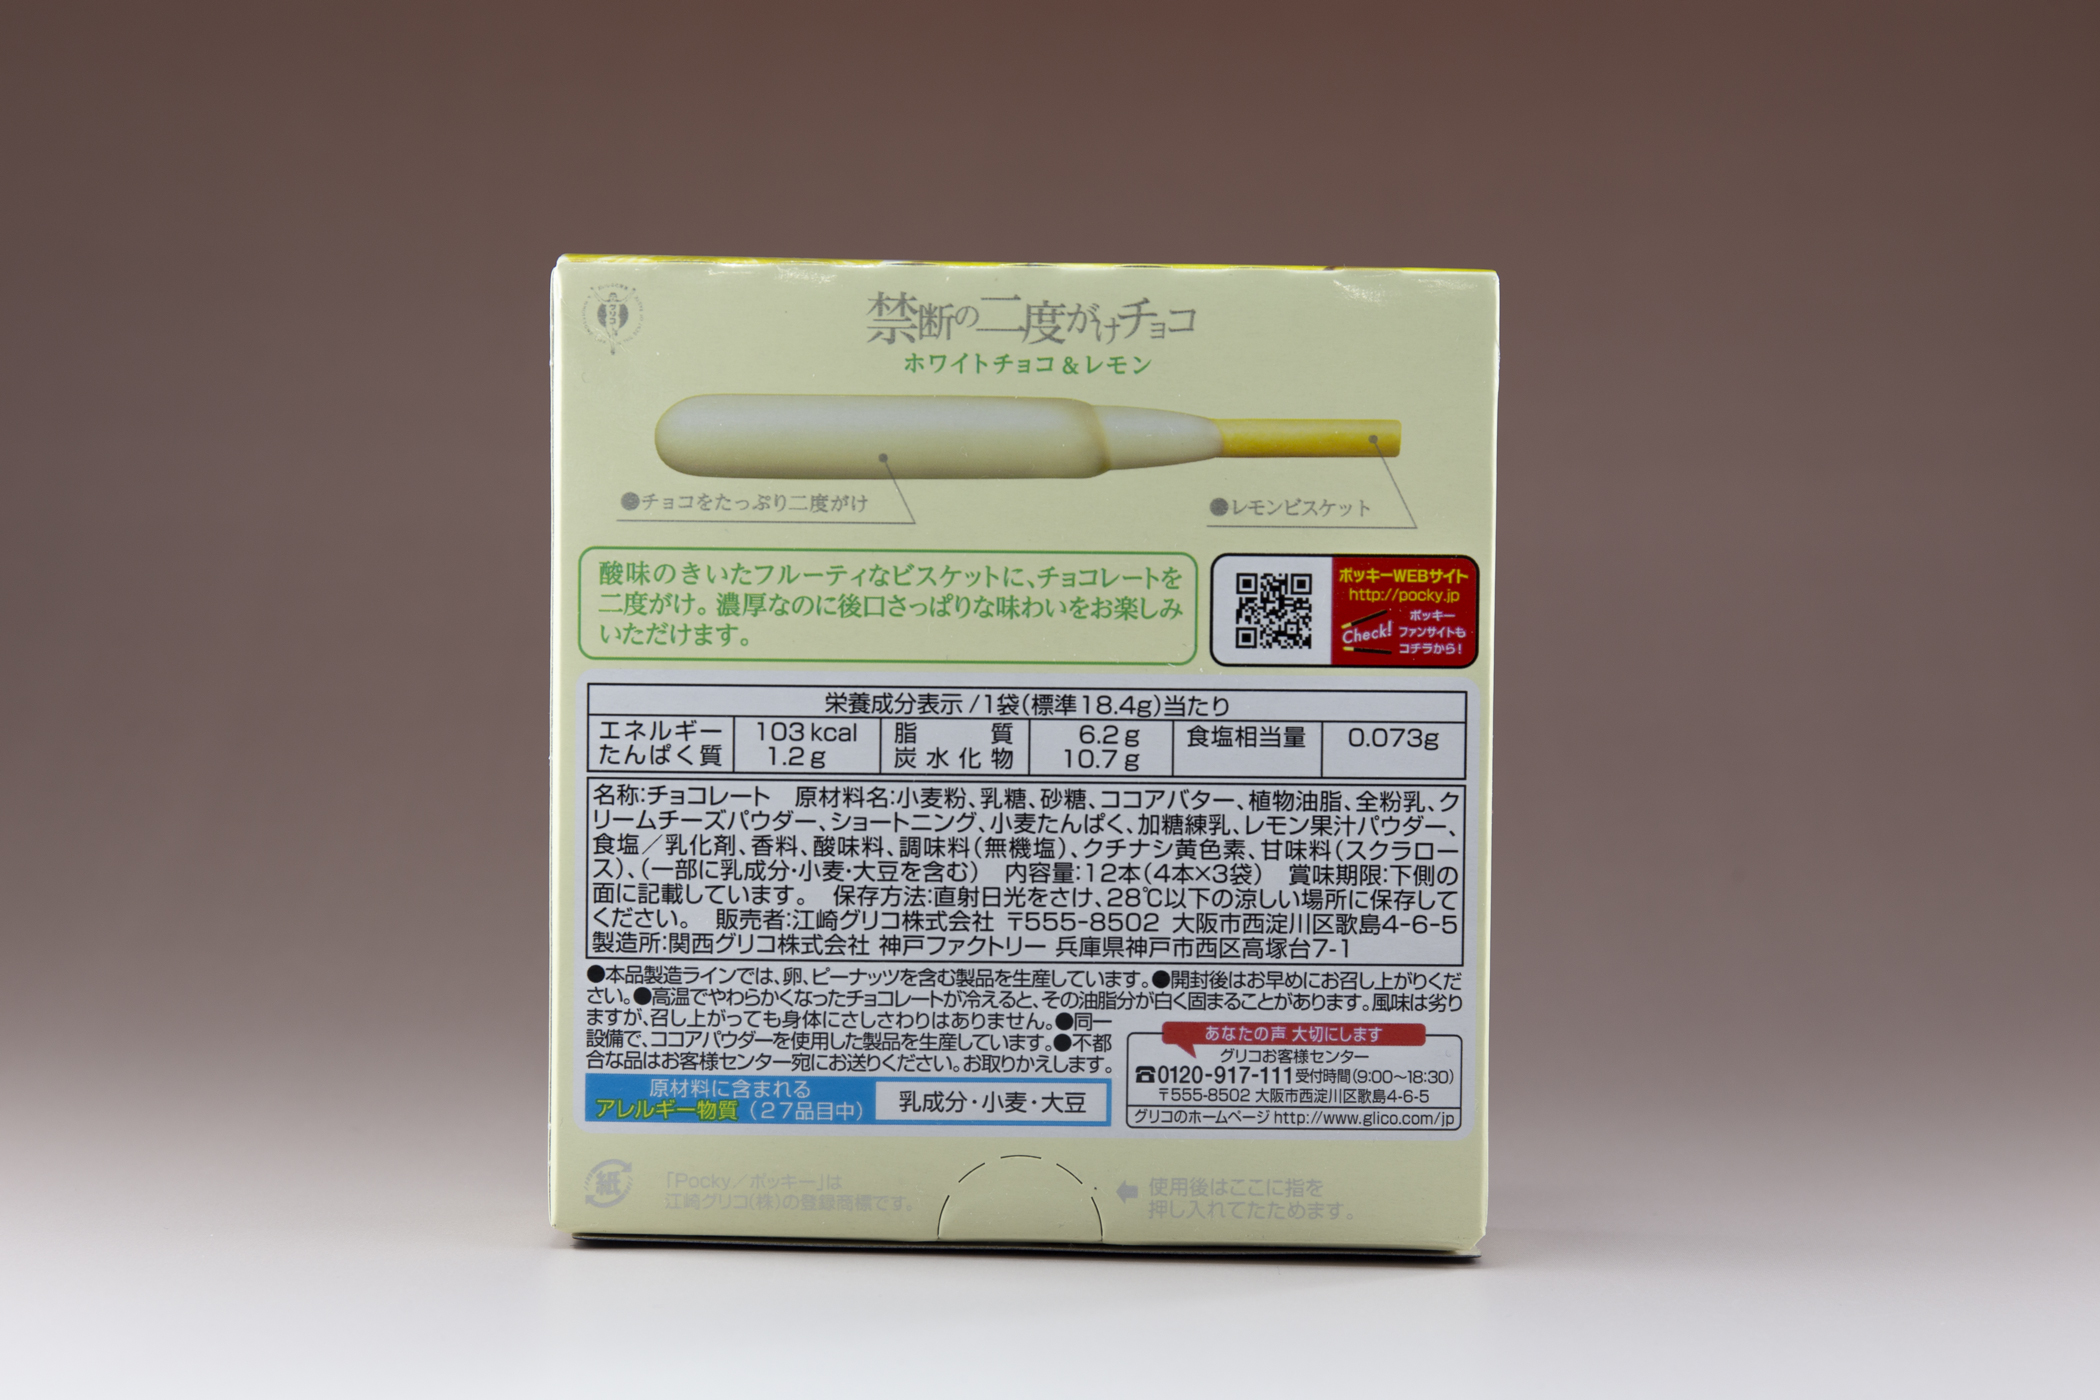 グリコ
禁断の二度がけチョコ
ホワイトチョコ&レモン
●チョコをたっぷり二度がけ
●レモンビスケット
酸味のきいたフルーティなビスケットに、チョコレートを
二度がけ。濃厚なのに後口さっぱりな味わいをお楽しみ
いただけます。
ポッキーWEBサイト
http://pocky.jp
Check!
ポッキー
ファンサイトも
コチラから!
栄養成分表示/1袋(標準18.4g)当たり
エネルギー 103kcal 脂質 6.2g 食塩相当量 0.073g
たんぱく質 1.2g 炭水化物 10.7g
名称:チョコレート 原材料名:小麦粉、乳糖、砂糖、ココアバター、植物油脂、全粉乳、ク
リームチーズパウダー、ショートニング、小麦たんぱく、加糖練乳、レモン果汁パウダー、
食塩/乳化剤、香料、酸味料、調味料(無機塩)、クチナシ黄色素、甘味料(スクラロー
ス)、(一部に乳成分・小麦・大豆を含む) 内容量:12本(4本×3袋) 賞味期限:下側の
面に記載しています。 保存方法:直射日光をさけ、28℃以下の涼しい場所に保存して
ください。 販売者:江崎グリコ株式会社 〒555-8502 大阪市西淀川区歌島4-6-5
製造所:関西グリコ株式会社 神戸ファクトリー 兵庫県神戸市西区高塚台7-1
●本品製造ラインでは、卵、ピーナッツを含む製品を生産しています。●開封後はお早めにお召し上がりくだ
さい。●高温でやわらかくなったチョコレートが冷えると、その油脂分が白く固まることがあります。風味は劣り
ますが、召し上がっても身体にさしさわりはありません。●同一
設備で、ココアパウダーを使用した製品を生産しています。●不都
合な品はお客様センター宛にお送りください。お取りかえします。
原材料に含まれる
アレルギー物質(27品目中)
乳成分・小麦・大豆
あなたの声 大切にします
グリコお客様センター
☎0120-917-111受付時間(9:00〜18:30)
〒555-8502 大阪市西淀川区歌島4-6-5
グリコのホームページ http://www.glico.com/jp
紙
「Pocky/ポッキー」は
江崎グリコ(株)の登録商標です。
使用後はここに指を
押し入れてたためます。